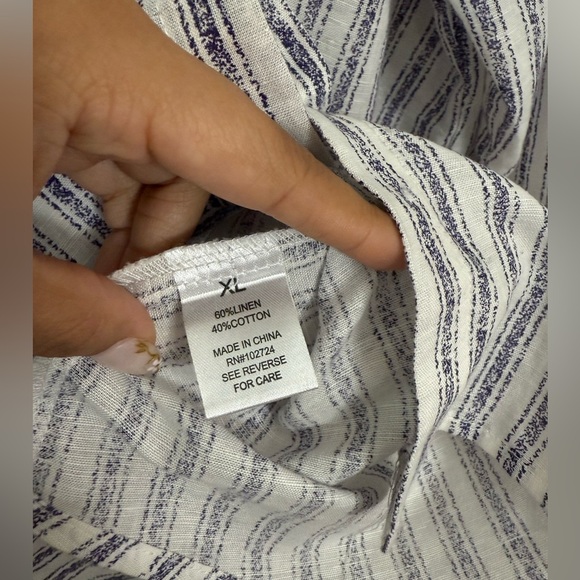 XL
60%LINEN
40%COTTON
MADE IN CHINA
RN#102724
SEE REVERSE
FOR CARE